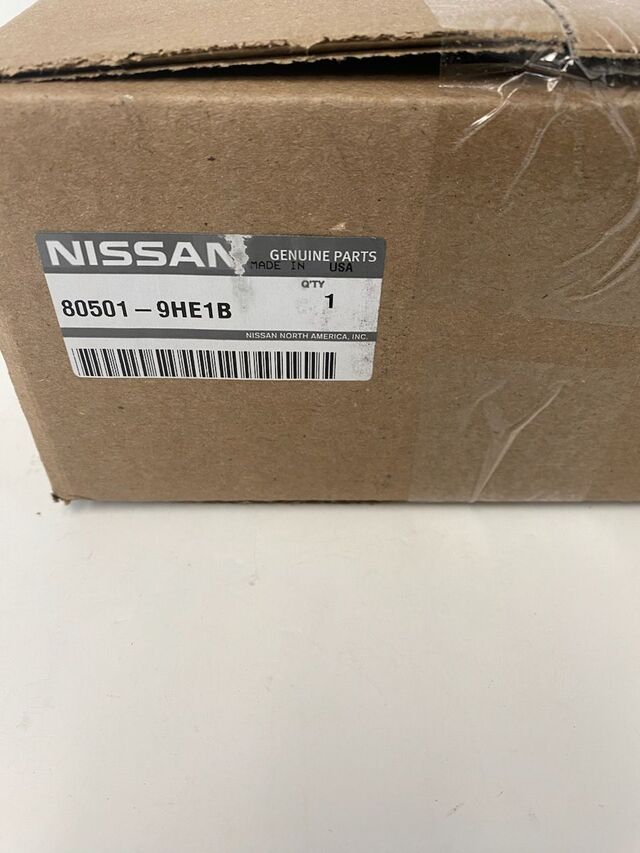 NISSAN GENUINE PARTS
MADE IN USA
Q'TY
80501-9HE1B 1
NISSAN NORTH AMERICA, INC.